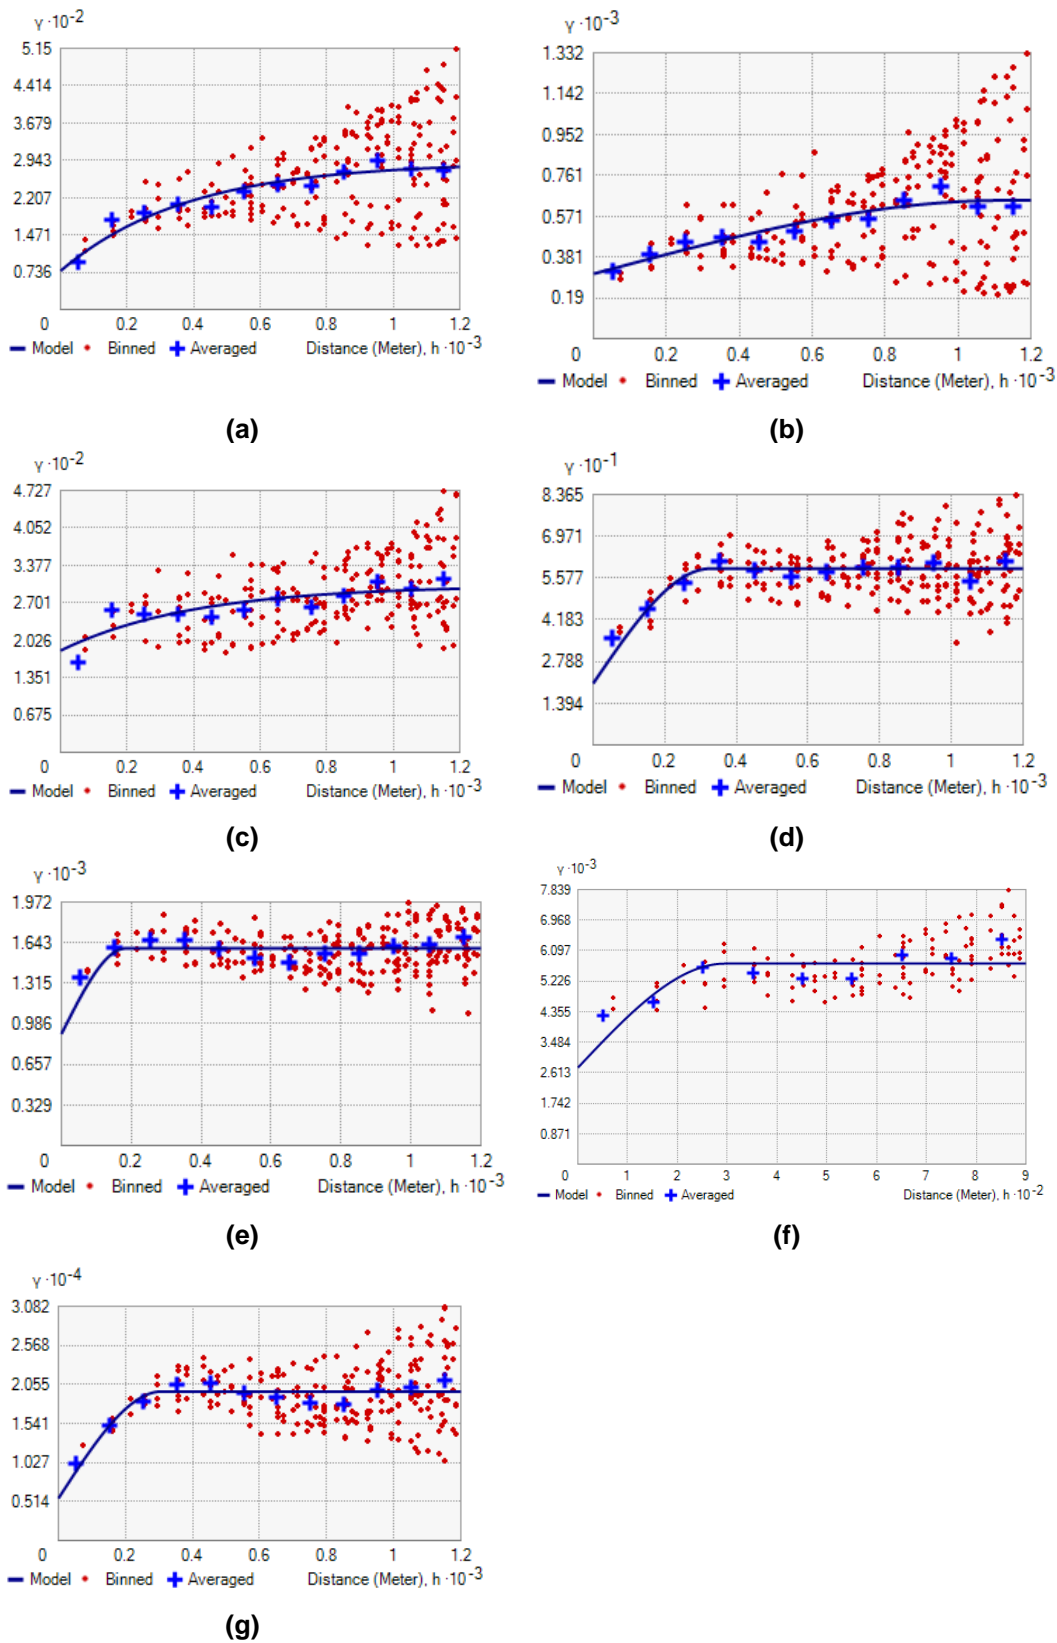 γ ·10⁻²
5.15
4.414
3.679
2.943
2.207
1.471
0.736
0 0.2 0.4 0.6 0.8 1 1.2
Model Binned Averaged Distance (Meter), h ·10⁻³
(a)
γ ·10⁻³
1.332
1.142
0.952
0.761
0.571
0.381
0.19
0 0.2 0.4 0.6 0.8 1 1.2
Model Binned Averaged Distance (Meter), h ·10⁻³
(b)
γ ·10⁻²
4.727
4.052
3.377
2.701
2.026
1.351
0.675
0 0.2 0.4 0.6 0.8 1 1.2
Model Binned Averaged Distance (Meter), h ·10⁻³
(c)
γ ·10⁻¹
8.365
6.971
5.577
4.183
2.788
1.394
0 0.2 0.4 0.6 0.8 1 1.2
Model Binned Averaged Distance (Meter), h ·10⁻³
(d)
γ ·10⁻³
1.972
1.643
1.315
0.986
0.657
0.329
0 0.2 0.4 0.6 0.8 1 1.2
Model Binned Averaged Distance (Meter), h ·10⁻³
(e)
γ ·10⁻³
7.839
6.968
6.097
5.226
4.355
3.484
2.613
1.742
0.871
0 1 2 3 4 5 6 7 8 9
Model Binned Averaged Distance (Meter), h ·10⁻²
(f)
γ ·10⁻⁴
3.082
2.568
2.055
1.541
1.027
0.514
0 0.2 0.4 0.6 0.8 1 1.2
Model Binned Averaged Distance (Meter), h ·10⁻³
(g)